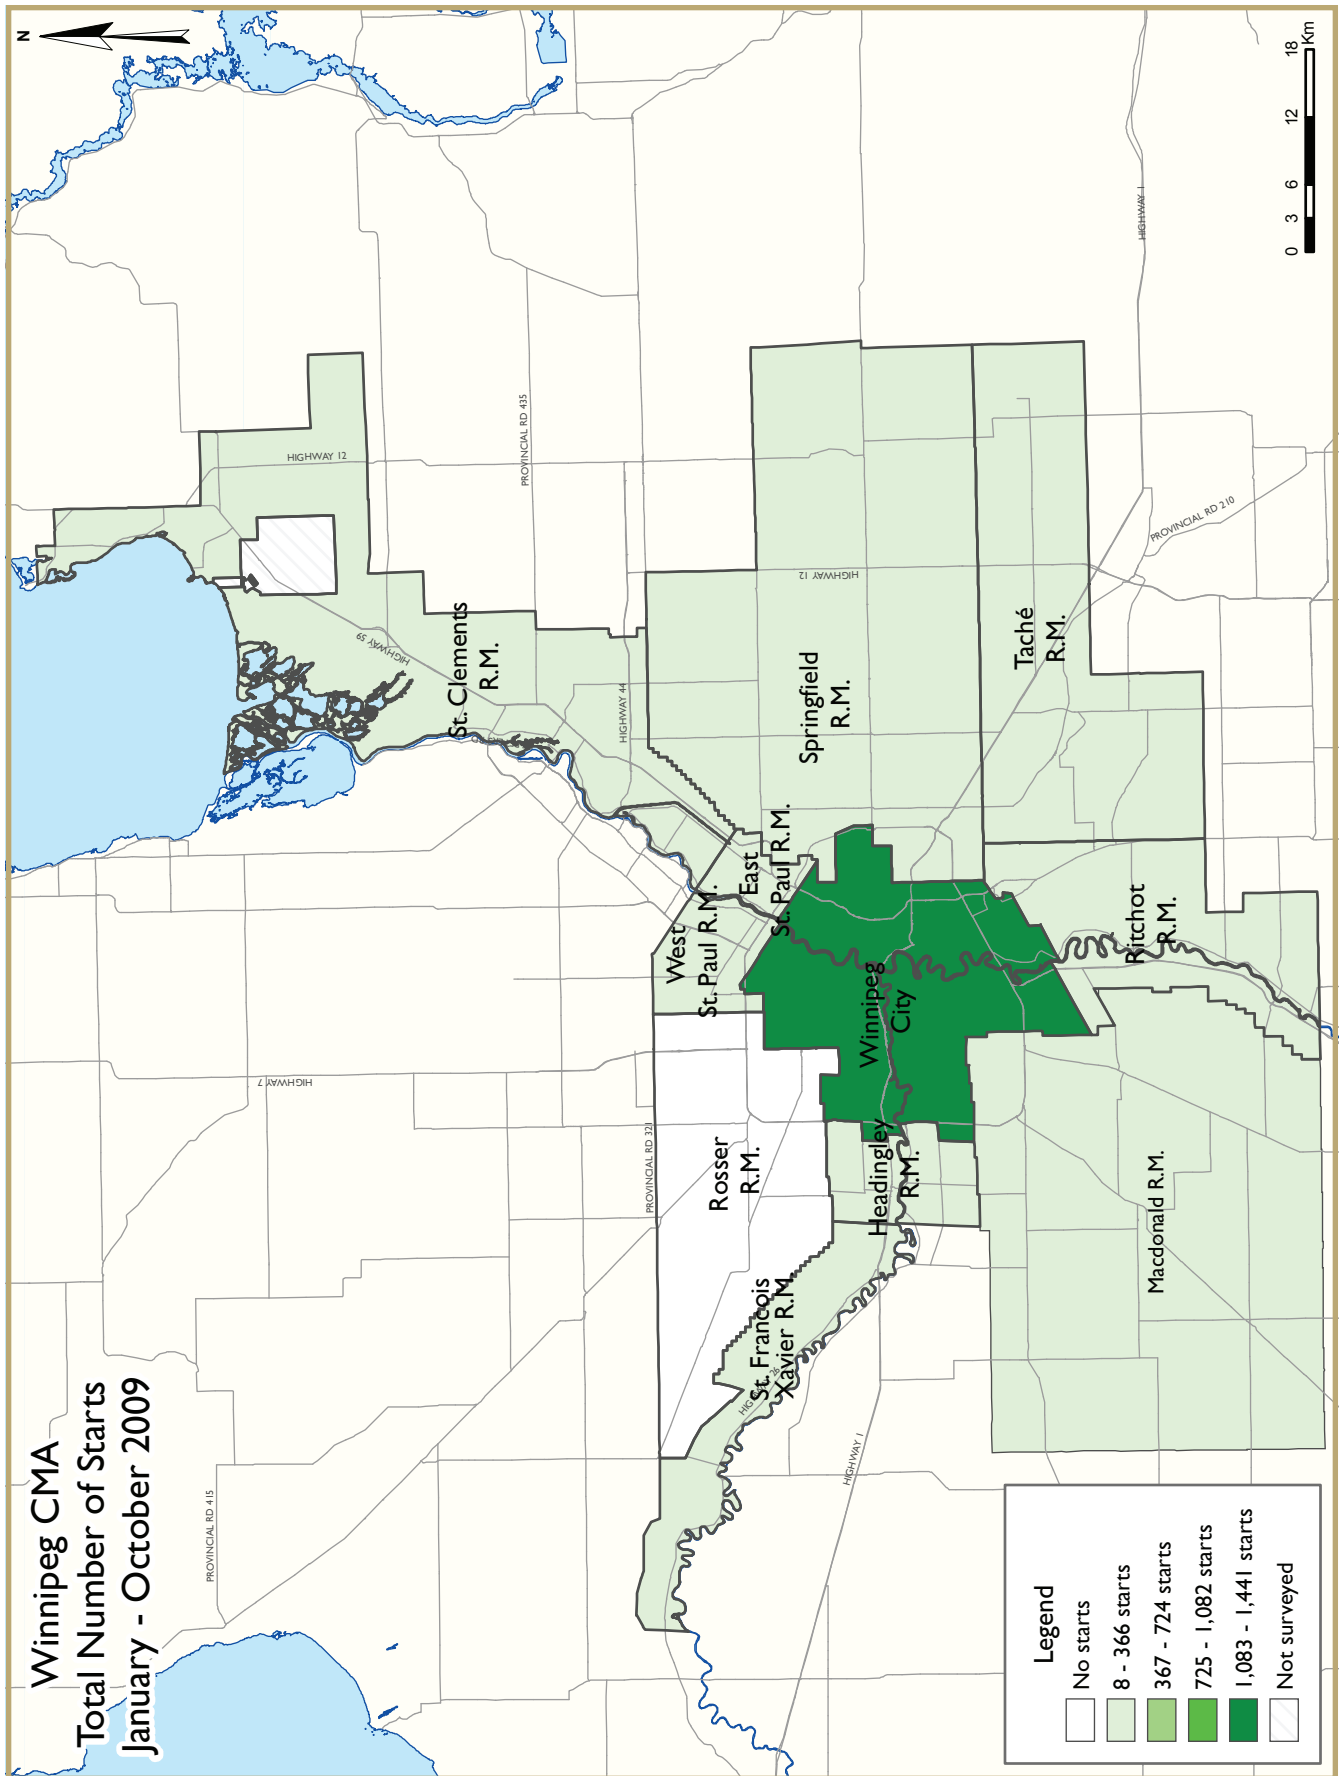 Winnipeg CMA
Total Number of Starts
January - October 2009
N
PROVINCIAL RD 415
HIGHWAY 7
HIGHWAY 12
PROVINCIAL RD 435
HIGHWAY 59
St. Clements
R.M.
HIGHWAY 44
PROVINCIAL RD 321
West
St. Paul R.M.
East
St. Paul R.M.
Rosser
R.M.
St. Francois
Xavier R.M.
Springfield
R.M.
HIGHWAY 12
Winnipeg
City
Headingley
R.M.
HIGHWAY 1
Taché
R.M.
HIGHWAY 1
PROVINCIAL RD 210
Ritchot
R.M.
Macdonald R.M.
Legend
No starts
8 - 366 starts
367 - 724 starts
725 - 1,082 starts
1,083 - 1,441 starts
Not surveyed
0 3 6 12 18
Km